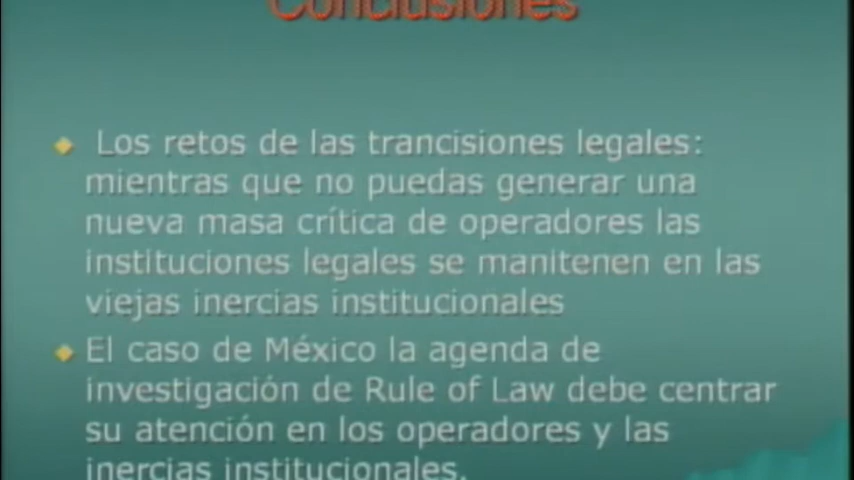 Conclusiones
Los retos de las trancisiones legales:
mientras que no puedas generar una
nueva masa crítica de operadores las
instituciones legales se manitenen en las
viejas inercias institucionales
El caso de México la agenda de
investigación de Rule of Law debe centrar
su atención en los operadores y las
inercias institucionales.